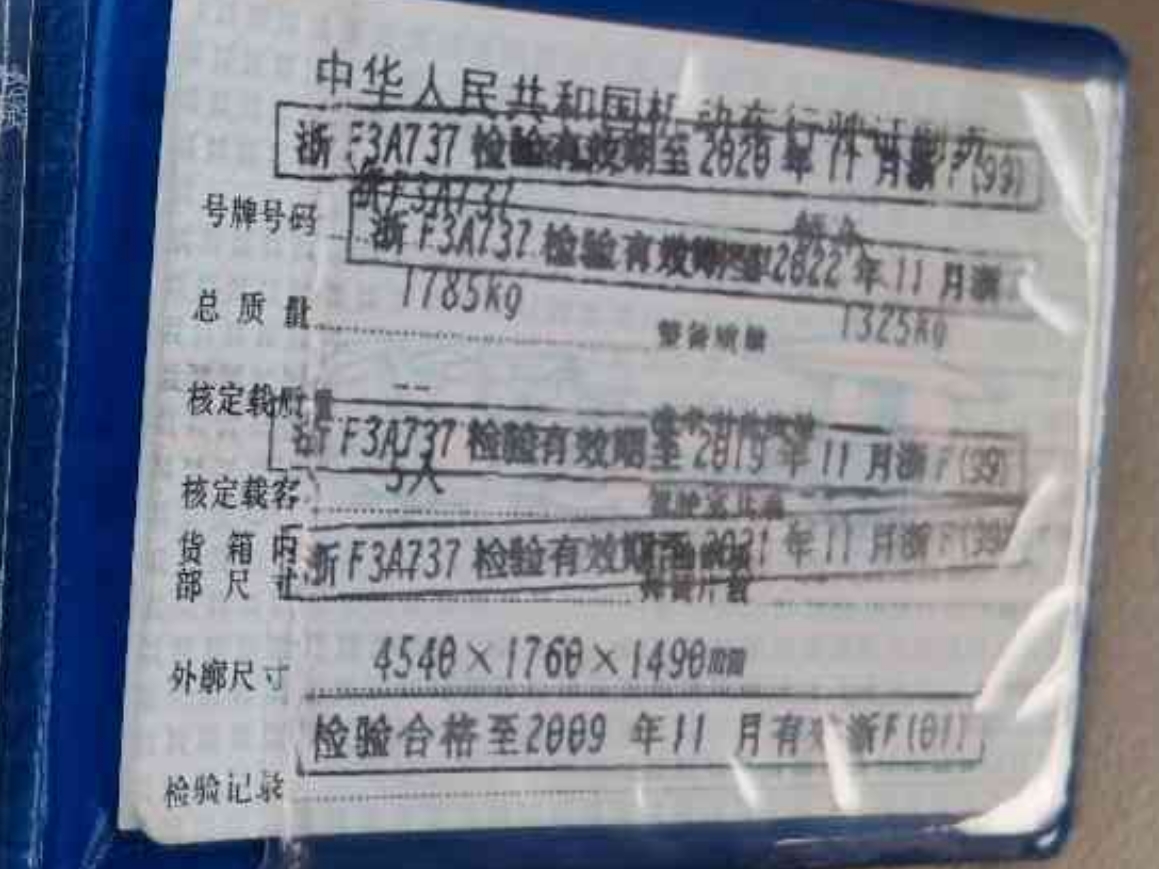 中华人民共和国机动车行驶证副页
浙F3A737 检验有效期至2020年11月浙F(99)
号牌号码 浙F3A737
浙F3A737 检验有效期至2022年11月浙
总质量 1785kg 整备质量 1325kg
核定载质量 --
浙F3A737 检验有效期至2019年11月浙F(99)
核定载客 5人
货箱内部尺寸
浙F3A737 检验有效期至2021年11月浙F(99)
弹簧片数
外廓尺寸 4540×1760×1490mm
检验合格至2009年11月有效浙F(01)
检验记录